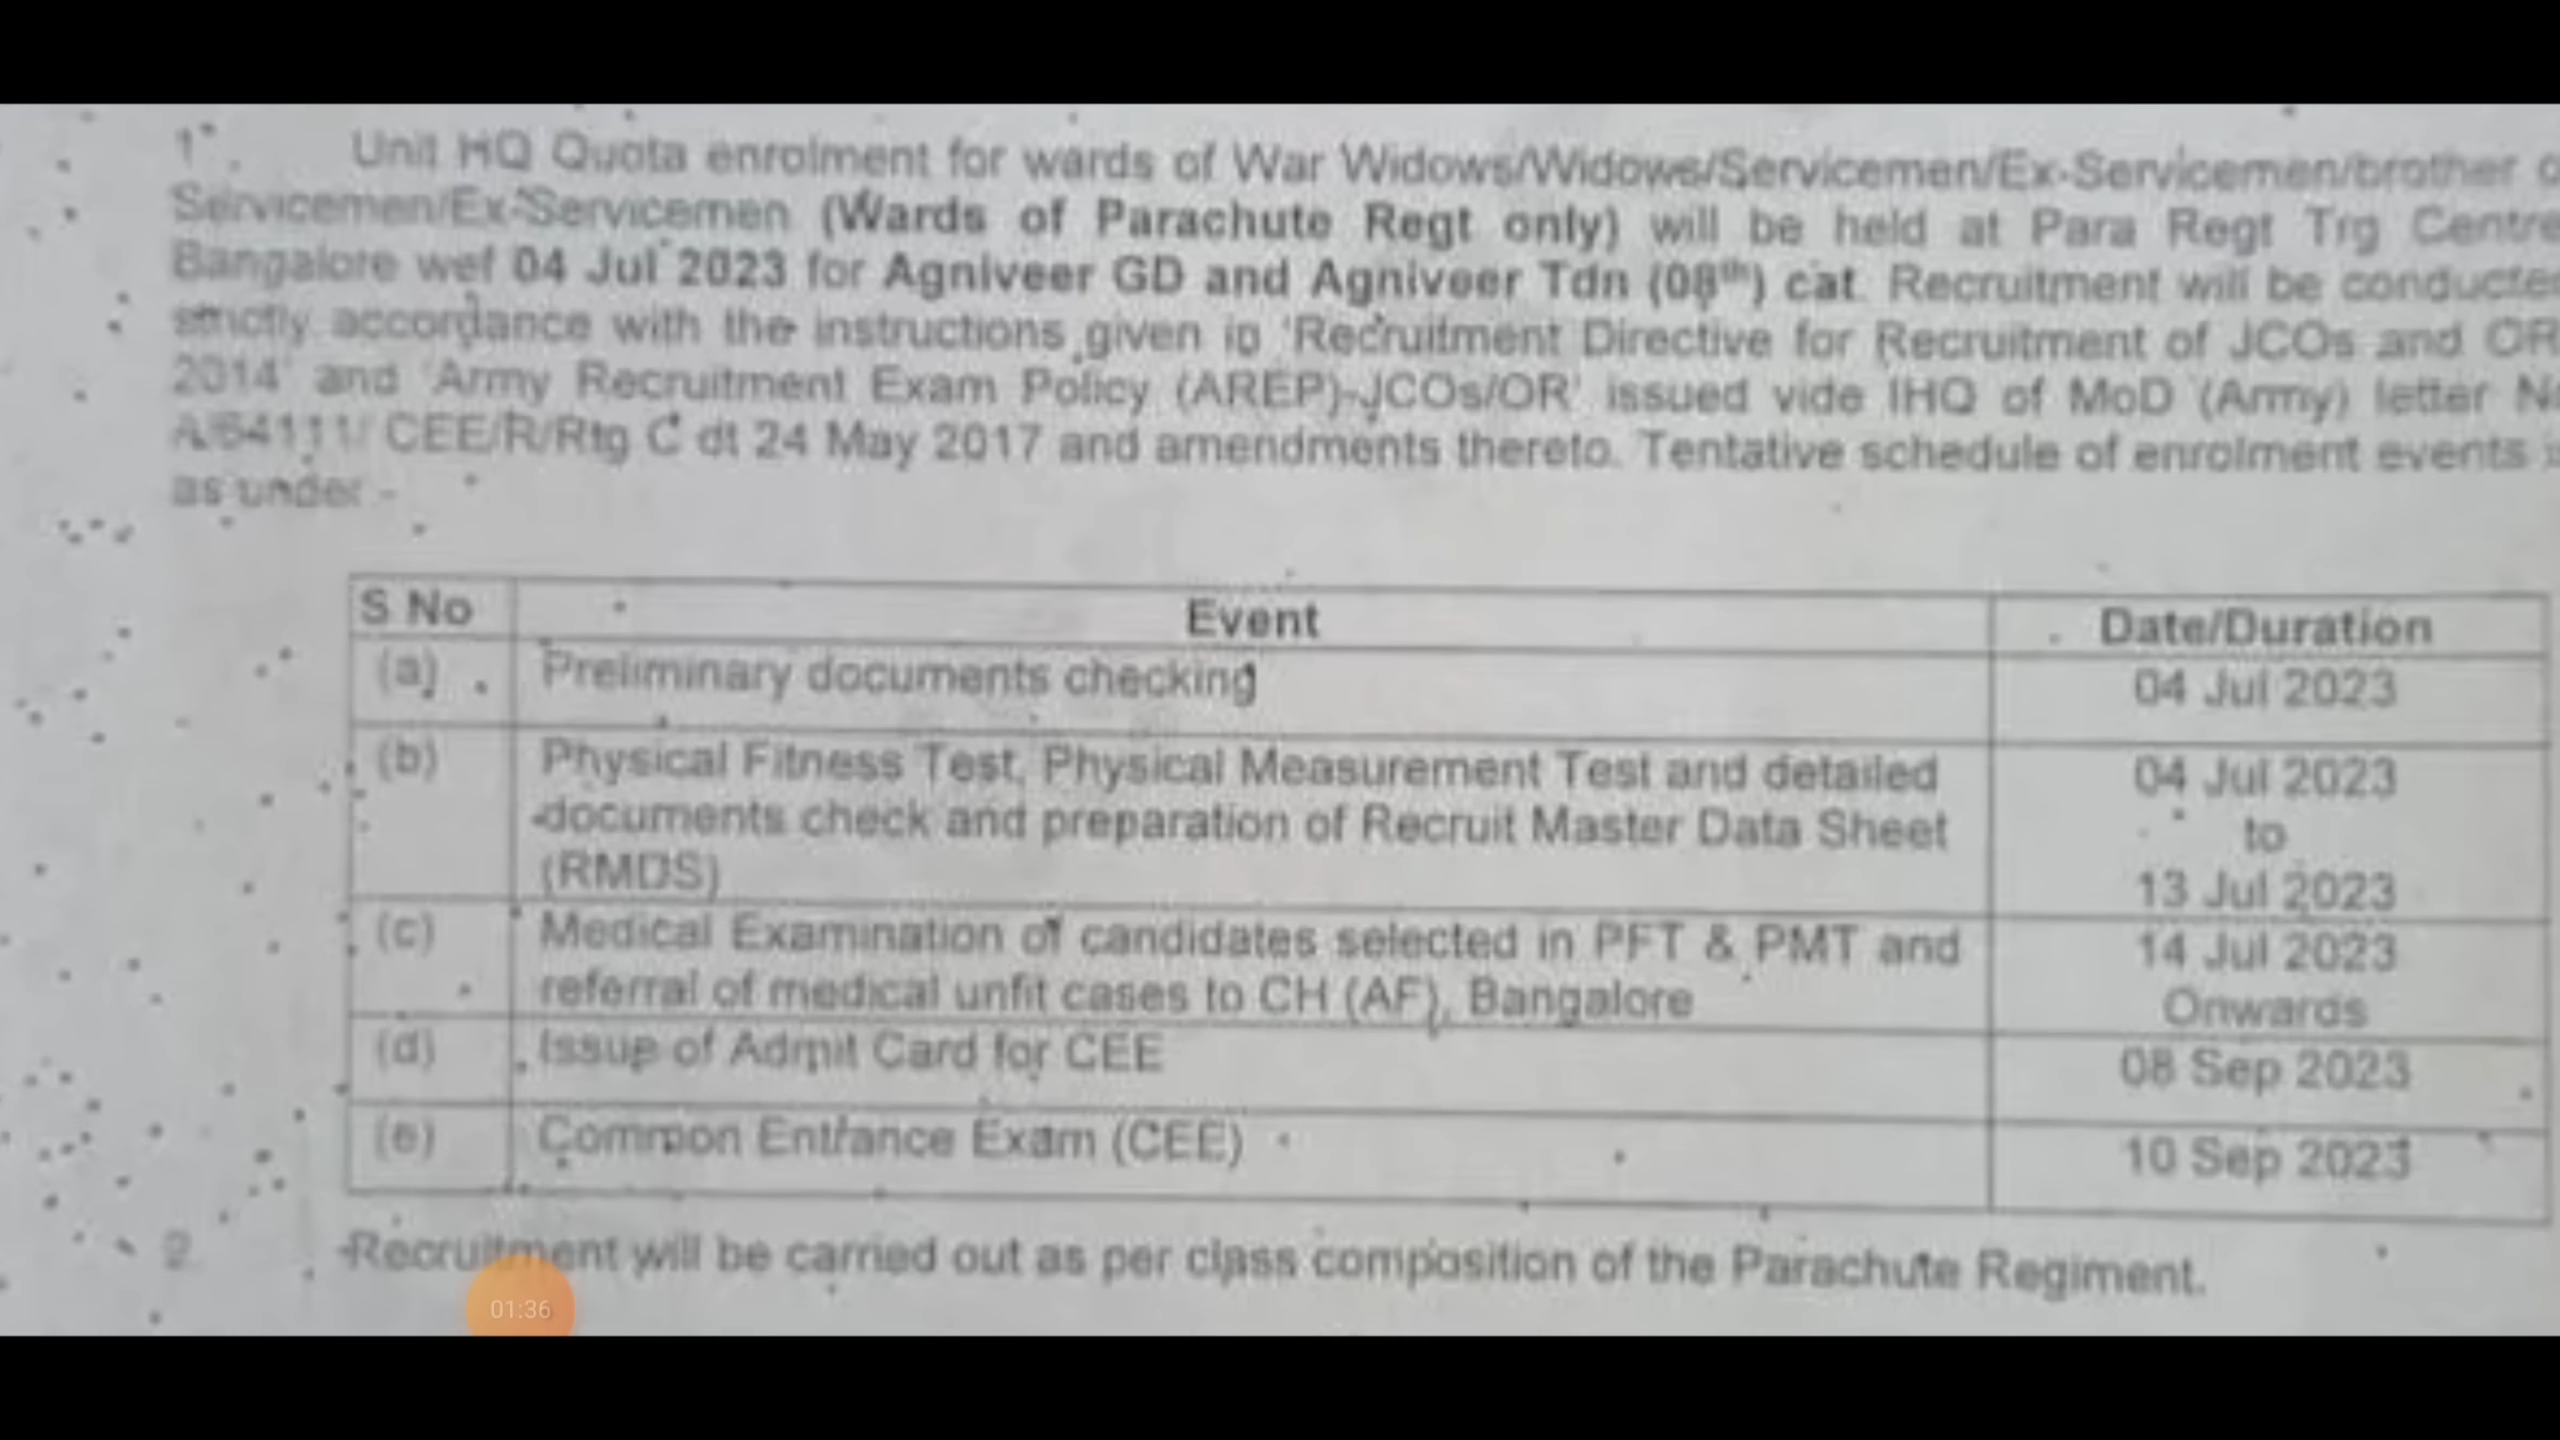 1. Unit HQ Quota enrolment for wards of War Widows/Widows/Servicemen/Ex-Servicemen/brother o
Servicemen/Ex-Servicemen (Wards of Parachute Regt only) will be held at Para Regt Trg Centre
Bangalore wef 04 Jul 2023 for Agniveer GD and Agniveer Tdn (08th) cat. Recruitment will be conducted
strictly accordance with the instructions given in 'Recruitment Directive for Recruitment of JCOs and OR
2014' and 'Army Recruitment Exam Policy (AREP)-JCOs/OR' issued vide IHQ of MoD (Army) letter No
CEE/R/Rtg C dt 24 May 2017 and amendments thereto. Tentative schedule of enrolment events is
as under:-
S No Event Date/Duration
(a) Preliminary documents checking 04 Jul 2023
(b) Physical Fitness Test, Physical Measurement Test and detailed 04 Jul 2023
documents check and preparation of Recruit Master Data Sheet to
(RMDS) 13 Jul 2023
(c) Medical Examination of candidates selected in PFT & PMT and 14 Jul 2023
referral of medical unfit cases to CH (AF), Bangalore Onwards
(d) Issue of Admit Card for CEE 08 Sep 2023
(e) Common Entrance Exam (CEE) 10 Sep 2023
2. Recruitment will be carried out as per class composition of the Parachute Regiment.
01:36